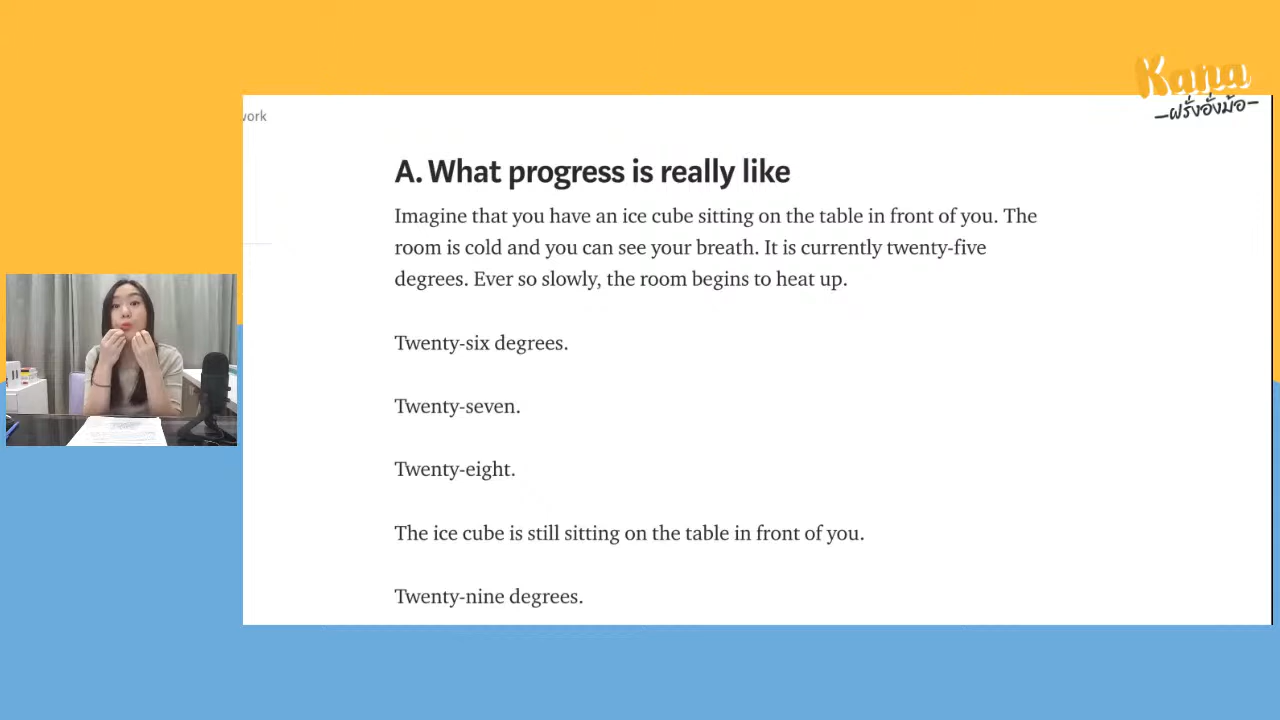 Kana
–ฝรั่งอั่งม้อ–
work
A. What progress is really like
Imagine that you have an ice cube sitting on the table in front of you. The
room is cold and you can see your breath. It is currently twenty-five
degrees. Ever so slowly, the room begins to heat up.
Twenty-six degrees.
Twenty-seven.
Twenty-eight.
The ice cube is still sitting on the table in front of you.
Twenty-nine degrees.